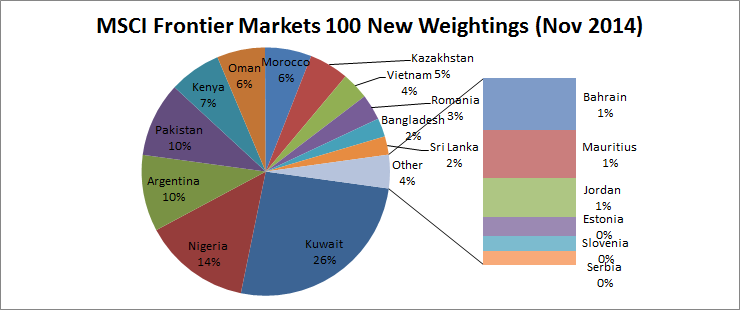 MSCI Frontier Markets 100 New Weightings (Nov 2014)
Morocco
6%
Kazakhstan
5%
Vietnam
4%
Romania
3%
Bangladesh
2%
Sri Lanka
2%
Other
4%
Kuwait
26%
Nigeria
14%
Argentina
10%
Pakistan
10%
Kenya
7%
Oman
6%
Bahrain
1%
Mauritius
1%
Jordan
1%
Estonia
0%
Slovenia
0%
Serbia
0%